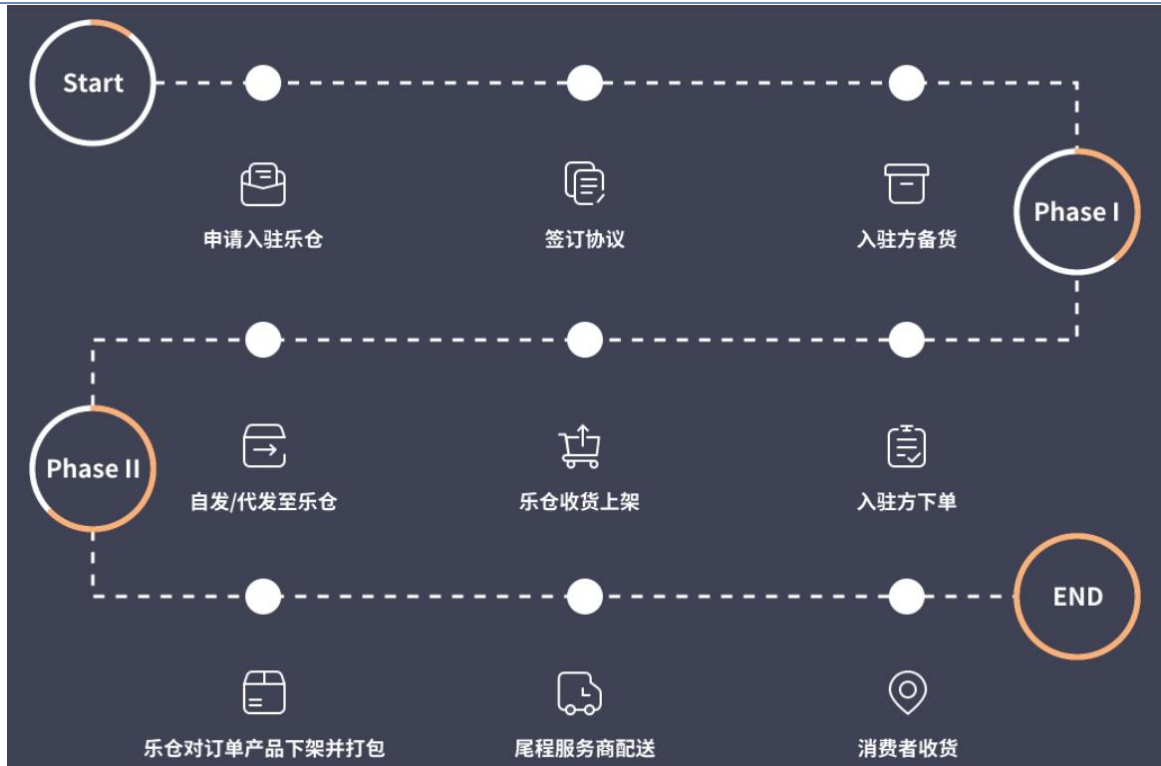 Start
申请入驻乐仓
签订协议
入驻方备货
Phase I
自发/代发至乐仓
乐仓收货上架
入驻方下单
Phase II
乐仓对订单产品下架并打包
尾程服务商配送
消费者收货
END